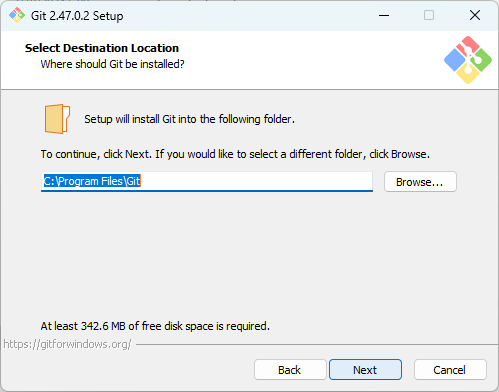 Git 2.47.0.2 Setup
Select Destination Location
Where should Git be installed?
Setup will install Git into the following folder.
To continue, click Next. If you would like to select a different folder, click Browse.
C:\Program Files\Git
Browse...
At least 342.6 MB of free disk space is required.
https://gitforwindows.org/
Back
Next
Cancel